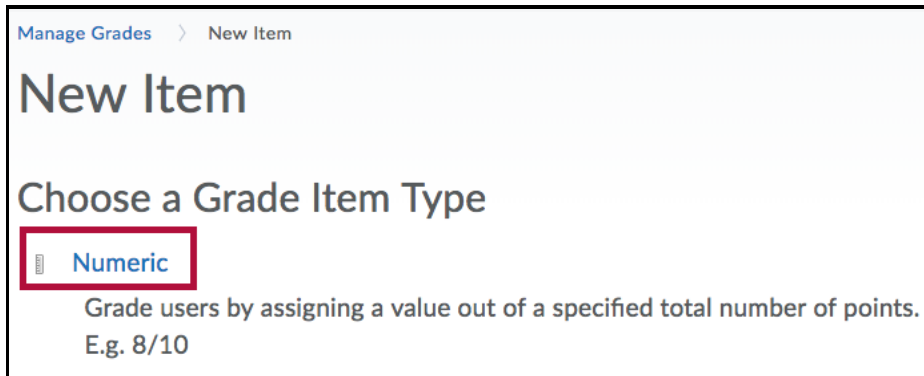 Manage Grades > New Item
New Item
Choose a Grade Item Type
Numeric
Grade users by assigning a value out of a specified total number of points.
E.g. 8/10